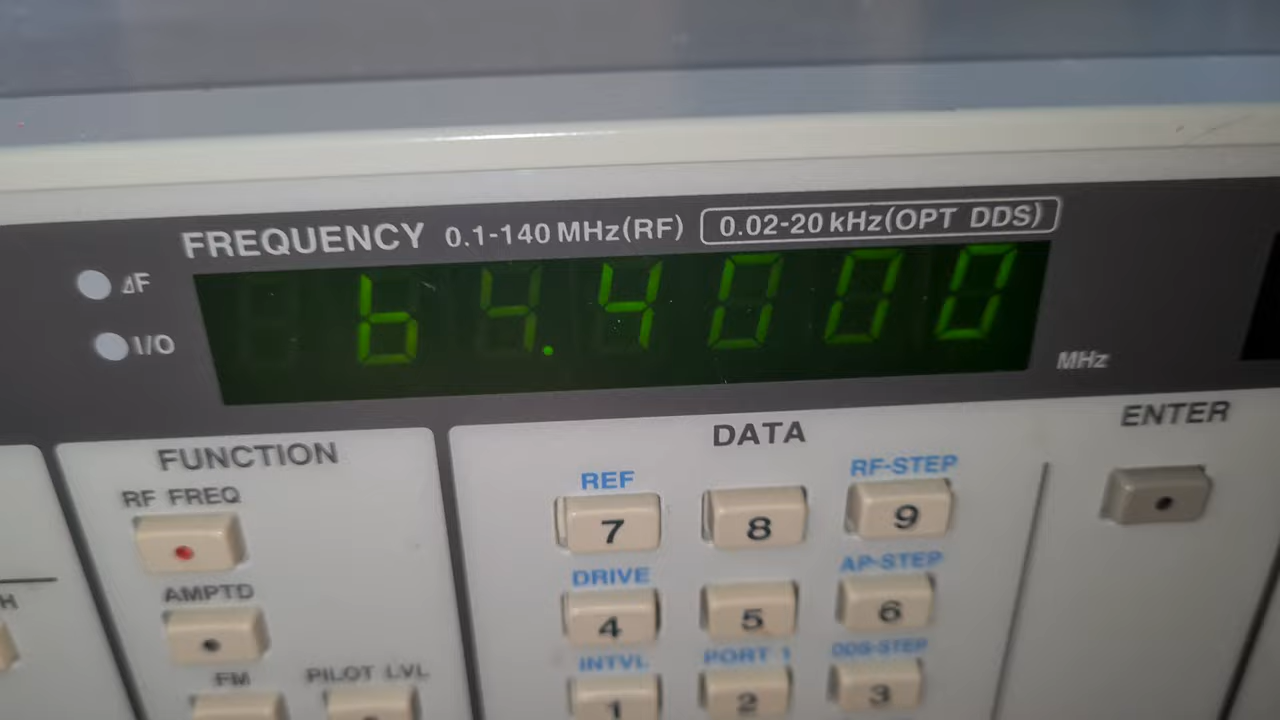 FREQUENCY 0.1-140 MHz(RF) 0.02-20 kHz(OPT DDS)
ΔF
64.4000
I/O
MHz
FUNCTION
DATA
ENTER
RF FREQ
REF
RF-STEP
7 8 9
AMPTD
DRIVE
AP-STEP
4 5 6
FM
PILOT LVL
INTVL
PORT 1
DDS-STEP
1 2 3
H